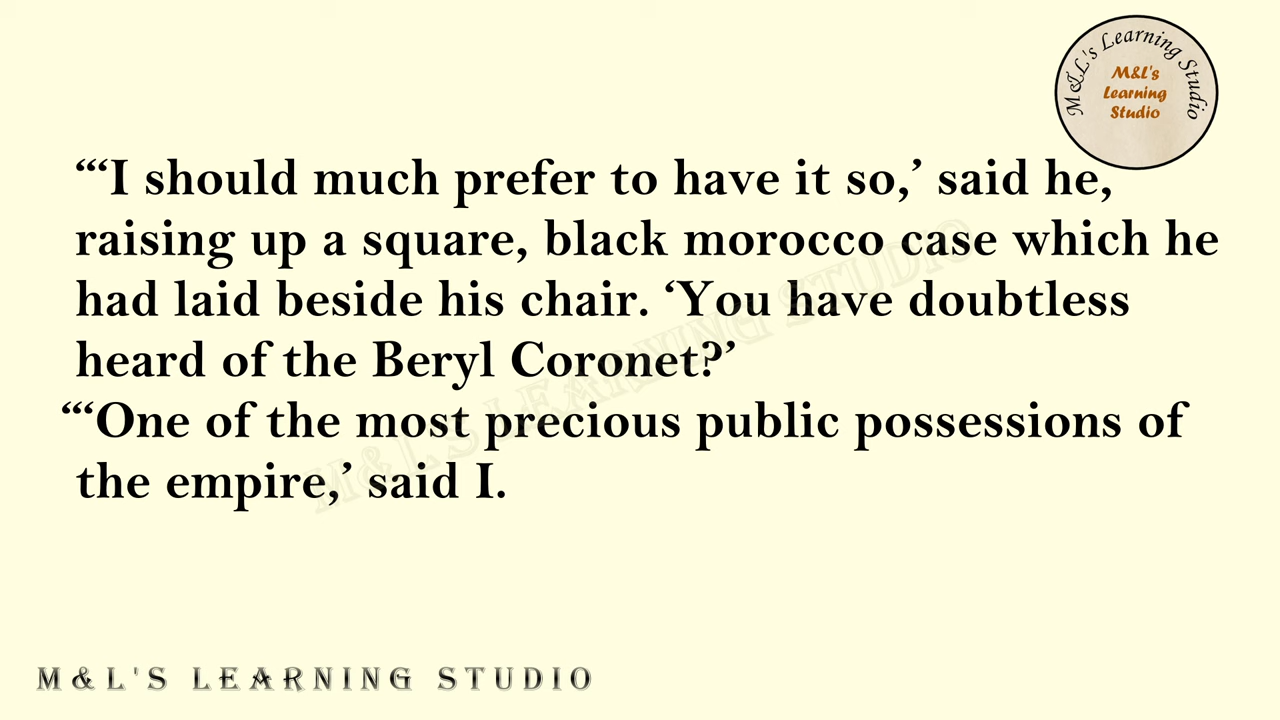 M&L's Learning Studio
M&L's
Learning
Studio
“‘I should much prefer to have it so,’ said he,
raising up a square, black morocco case which he
had laid beside his chair. ‘You have doubtless
heard of the Beryl Coronet?’
“‘One of the most precious public possessions of
the empire,’ said I.
M&L'S LEARNING STUDIO
M&L'S LEARNING STUDIO